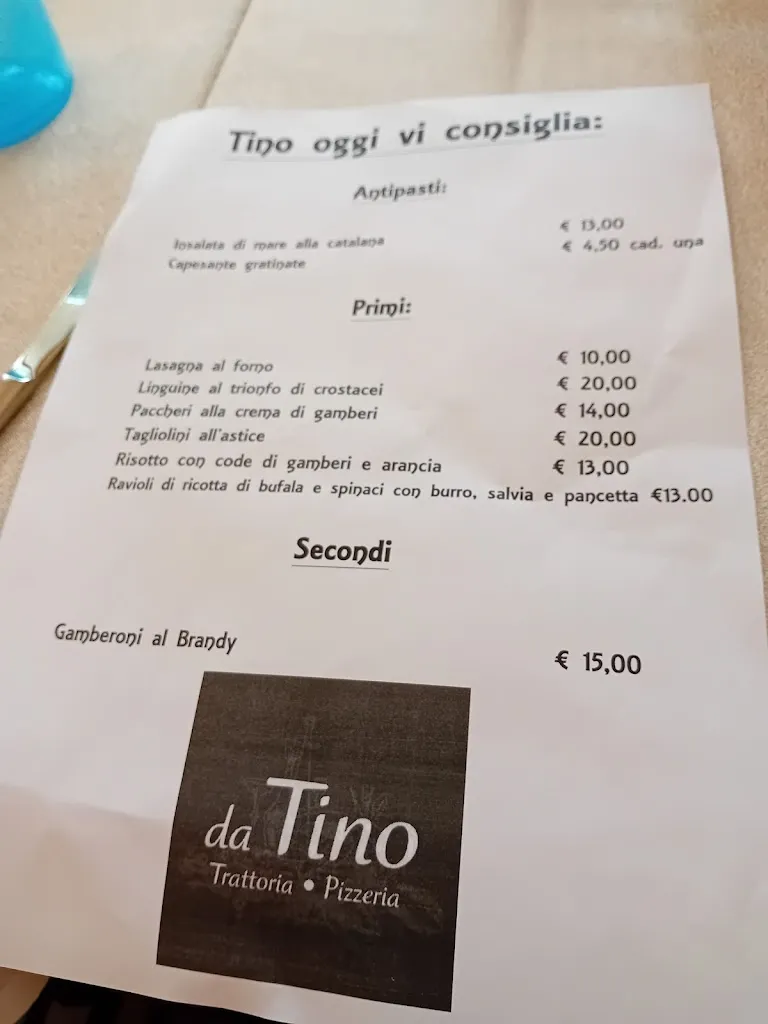 Tino oggi vi consiglia:
Antipasti:
Insalata di mare alla catalana € 13,00
Capesante gratinate € 4,50 cad. una
Primi:
Lasagna al forno € 10,00
Linguine al trionfo di crostacei € 20,00
Paccheri alla crema di gamberi € 14,00
Tagliolini all'astice € 20,00
Risotto con code di gamberi e arancia € 13,00
Ravioli di ricotta di bufala e spinaci con burro, salvia e pancetta €13.00
Secondi
Gamberoni al Brandy € 15,00
da Tino
Trattoria • Pizzeria